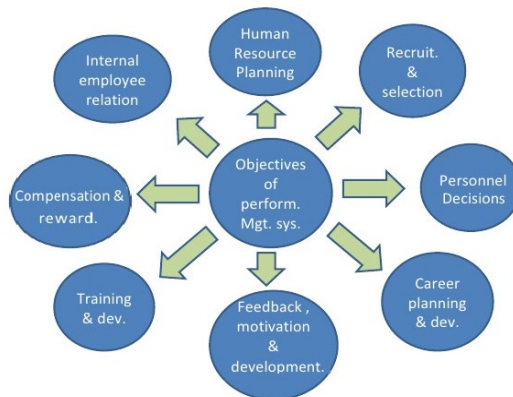 Human
Resource
Planning
Recruit.
&
selection
Personnel
Decisions
Career
planning
& dev.
Feedback ,
motivation
&
development.
Training
& dev.
Compensation &
reward.
Internal
employee
relation
Objectives
of
perform.
Mgt. sys.